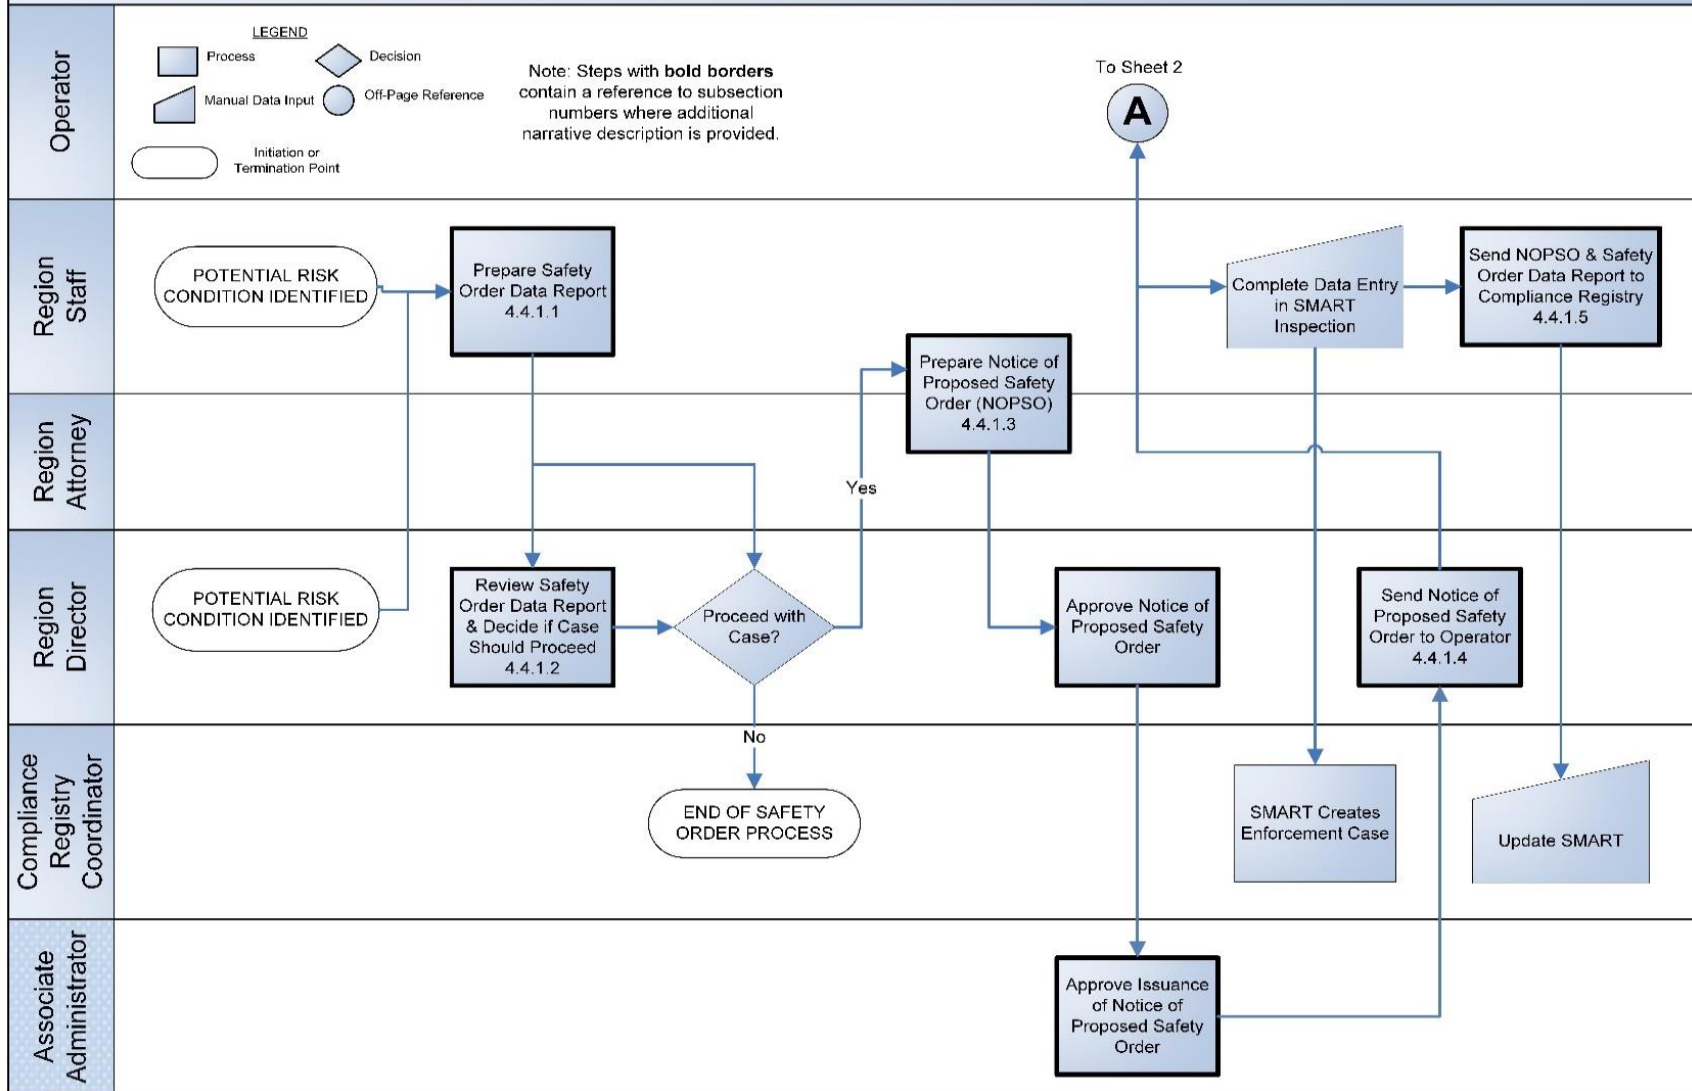 Operator
LEGEND
Process
Decision
Manual Data Input
Off-Page Reference
Initiation or
Termination Point
Note: Steps with bold borders
contain a reference to subsection
numbers where additional
narrative description is provided.
To Sheet 2
A
Region
Staff
POTENTIAL RISK
CONDITION IDENTIFIED
Prepare Safety
Order Data Report
4.4.1.1
Prepare Notice of
Proposed Safety
Order (NOPSO)
4.4.1.3
Complete Data Entry
in SMART
Inspection
Send NOPSO & Safety
Order Data Report to
Compliance Registry
4.4.1.5
Region
Attorney
Yes
Region
Director
POTENTIAL RISK
CONDITION IDENTIFIED
Review Safety
Order Data Report
& Decide if Case
Should Proceed
4.4.1.2
Proceed with
Case?
Approve Notice of
Proposed Safety
Order
Send Notice of
Proposed Safety
Order to Operator
4.4.1.4
Compliance
Registry
Coordinator
No
END OF SAFETY
ORDER PROCESS
SMART Creates
Enforcement Case
Update SMART
Associate
Administrator
Approve Issuance
of Notice of
Proposed Safety
Order